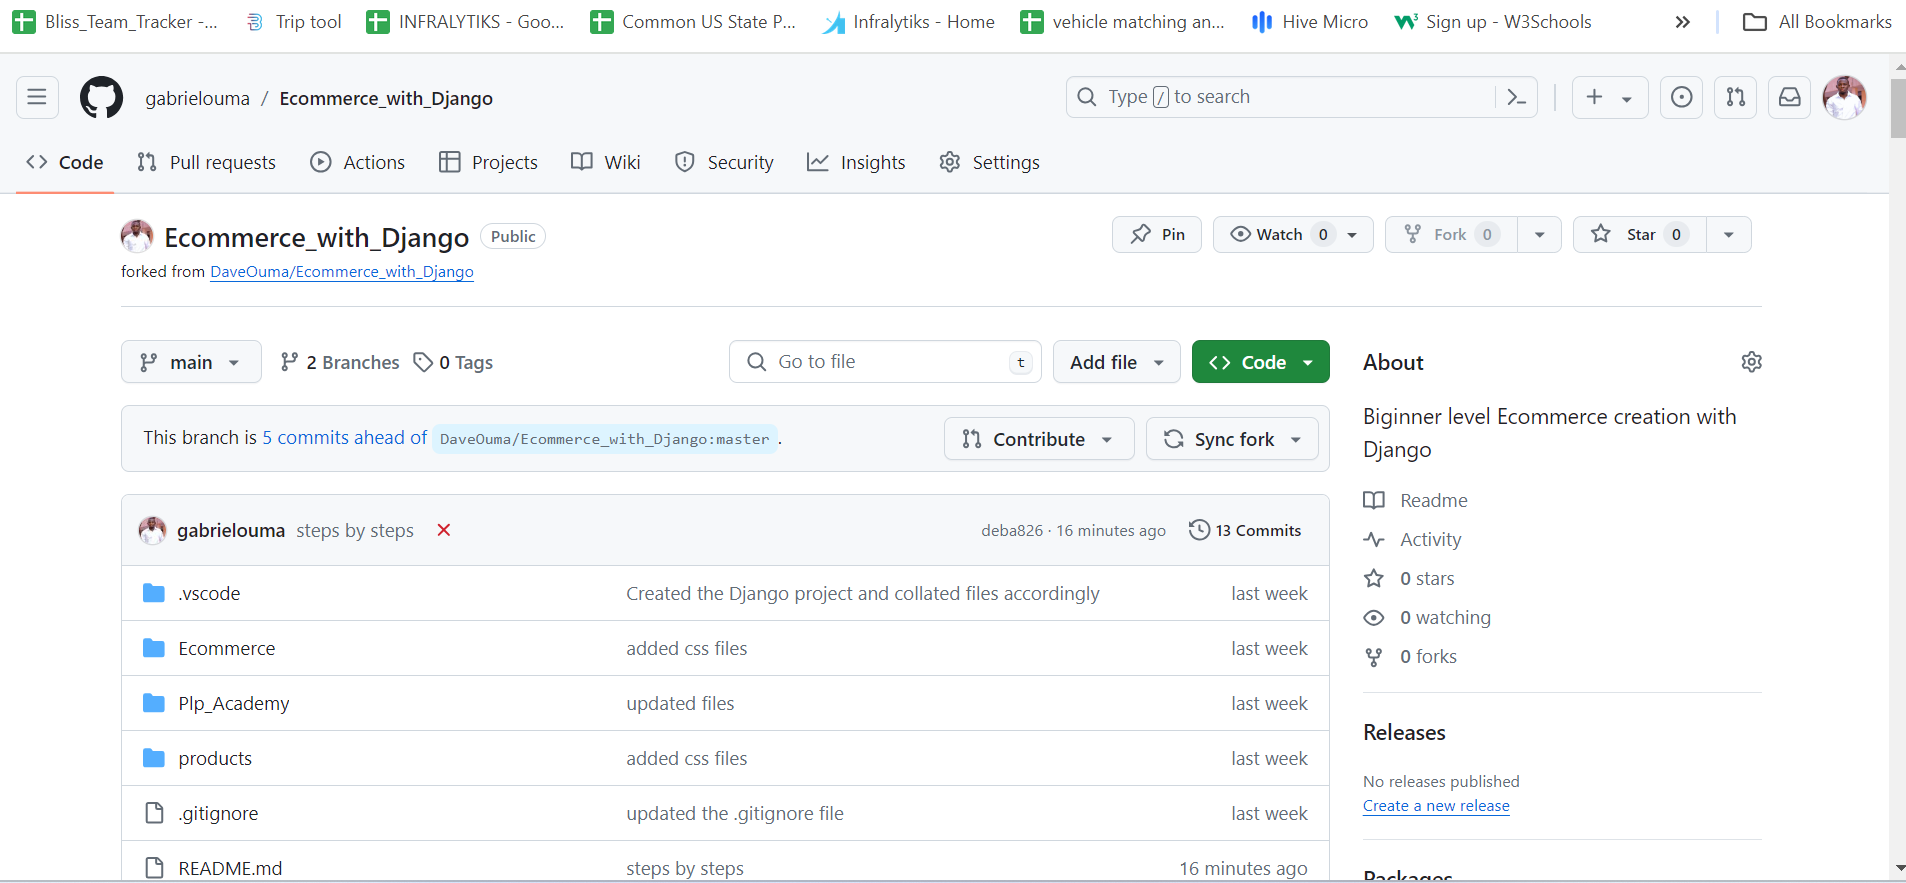 Bliss_Team_Tracker -... Trip tool INFRALYTIKS - Goo... Common US State P... Infralytiks - Home vehicle matching an... Hive Micro Sign up - W3Schools » All Bookmarks
gabrielouma / Ecommerce_with_Django Type / to search
Code Pull requests Actions Projects Wiki Security Insights Settings
Ecommerce_with_Django Public Pin Watch 0 Fork 0 Star 0
forked from DaveOuma/Ecommerce_with_Django
main 2 Branches 0 Tags Go to file t Add file Code
This branch is 5 commits ahead of DaveOuma/Ecommerce_with_Django:master . Contribute Sync fork
gabrielouma steps by steps deba826 · 16 minutes ago 13 Commits
.vscode Created the Django project and collated files accordingly last week
Ecommerce added css files last week
Plp_Academy updated files last week
products added css files last week
.gitignore updated the .gitignore file last week
README.md steps by steps 16 minutes ago
About
Biginner level Ecommerce creation with
Django
Readme
Activity
0 stars
0 watching
0 forks
Releases
No releases published
Create a new release
Packages